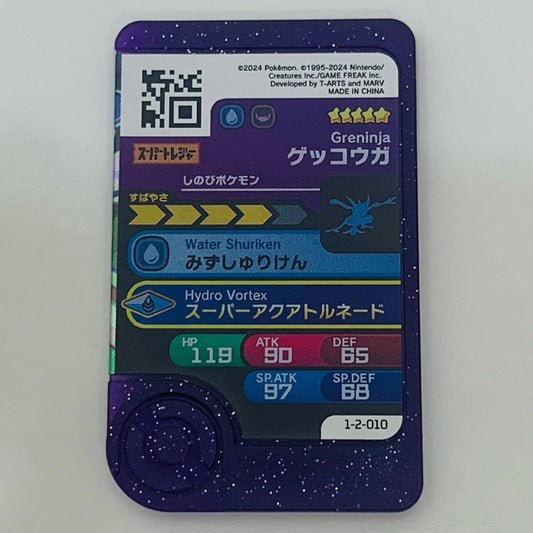 ©2024 Pokémon. ©1995-2024 Nintendo/
Creatures Inc./GAME FREAK inc.
Developed by T-ARTS and MARV
MADE IN CHINA
Greninja
スーパートレジャー
ゲッコウガ
しのびポケモン
すばやさ
Water Shuriken
みずしゅりけん
Hydro Vortex
スーパーアクアトルネード
HP 119 ATK 90 DEF 65
SP.ATK 97 SP.DEF 68
1-2-010